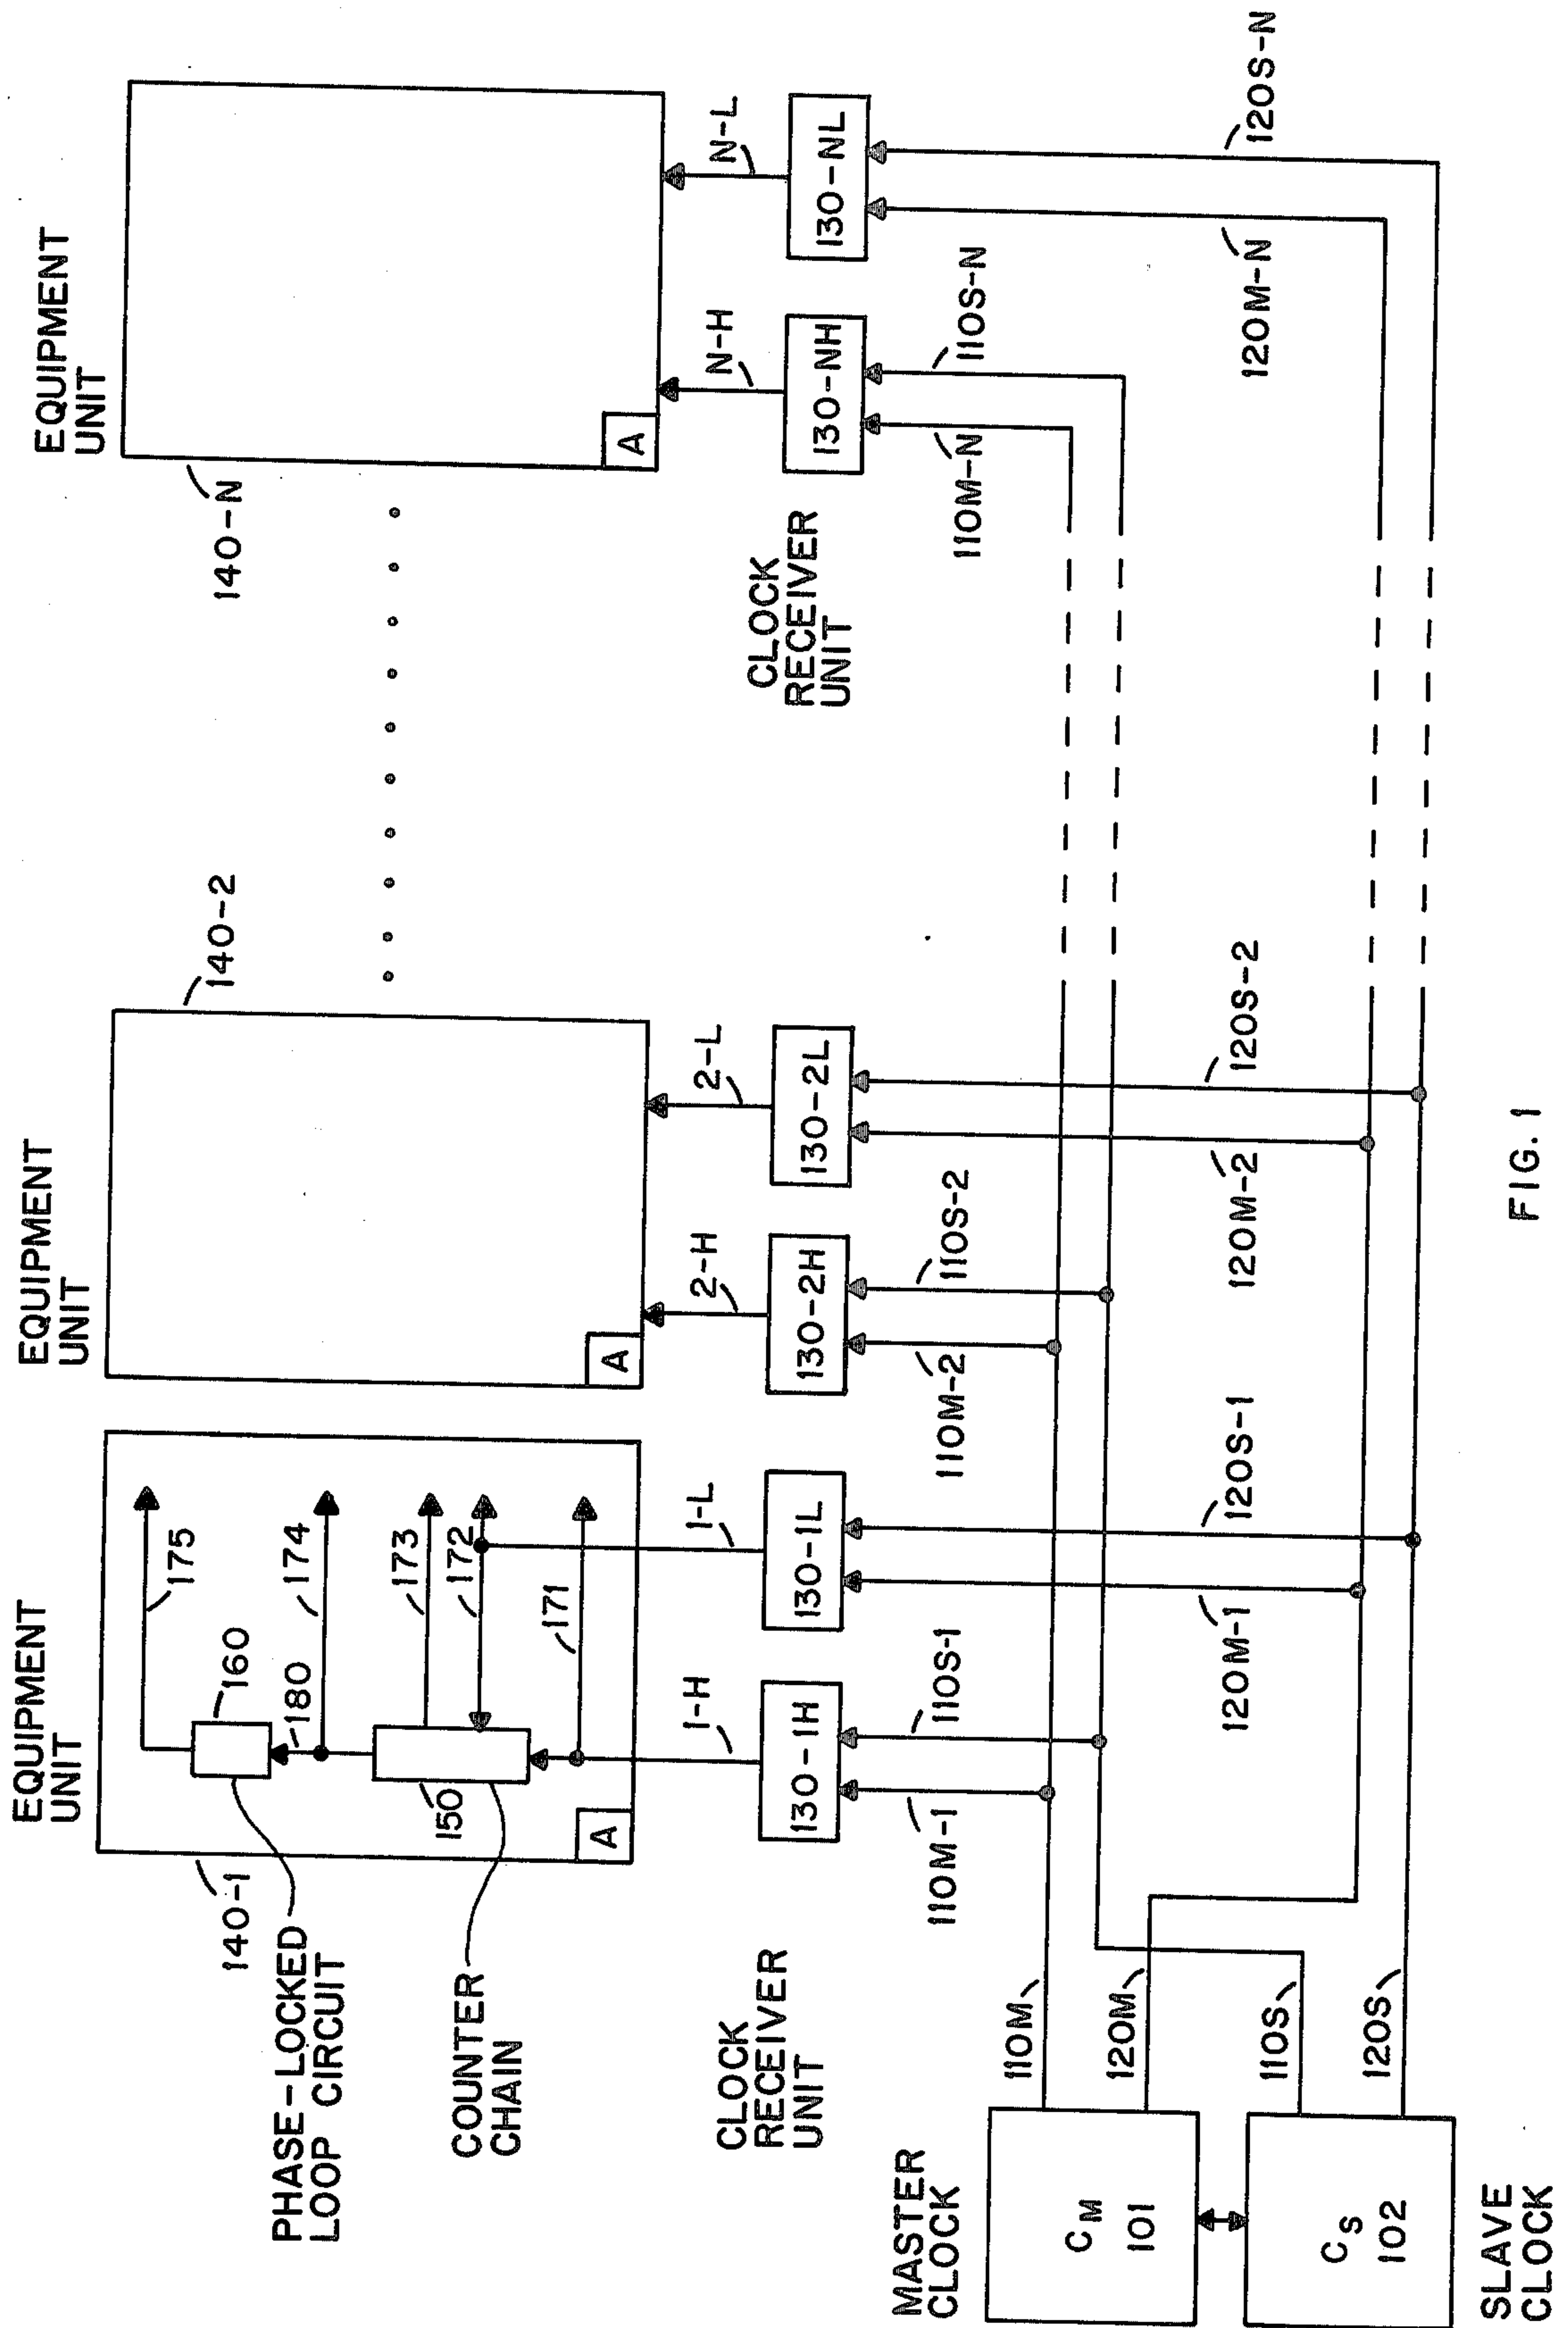 EQUIPMENT
UNIT
EQUIPMENT
UNIT
EQUIPMENT
UNIT
140-1
140-2
140-N
PHASE-LOCKED
LOOP CIRCUIT
160
175
180
174
COUNTER
CHAIN
150
173
172
171
A
A
A
CLOCK
RECEIVER
UNIT
1-H
1-L
2-H
2-L
CLOCK
RECEIVER
UNIT
N-H
N-L
130-1H
130-1L
130-2H
130-2L
130-NH
130-NL
110M-1
110S-1
110M-2
110S-2
110M-N
110S-N
MASTER
CLOCK
110M
120M
120M-1
120S-1
120M-2
120S-2
120M-N
120S-N
CM
101
110S
120S
CS
102
SLAVE
CLOCK
FIG. 1